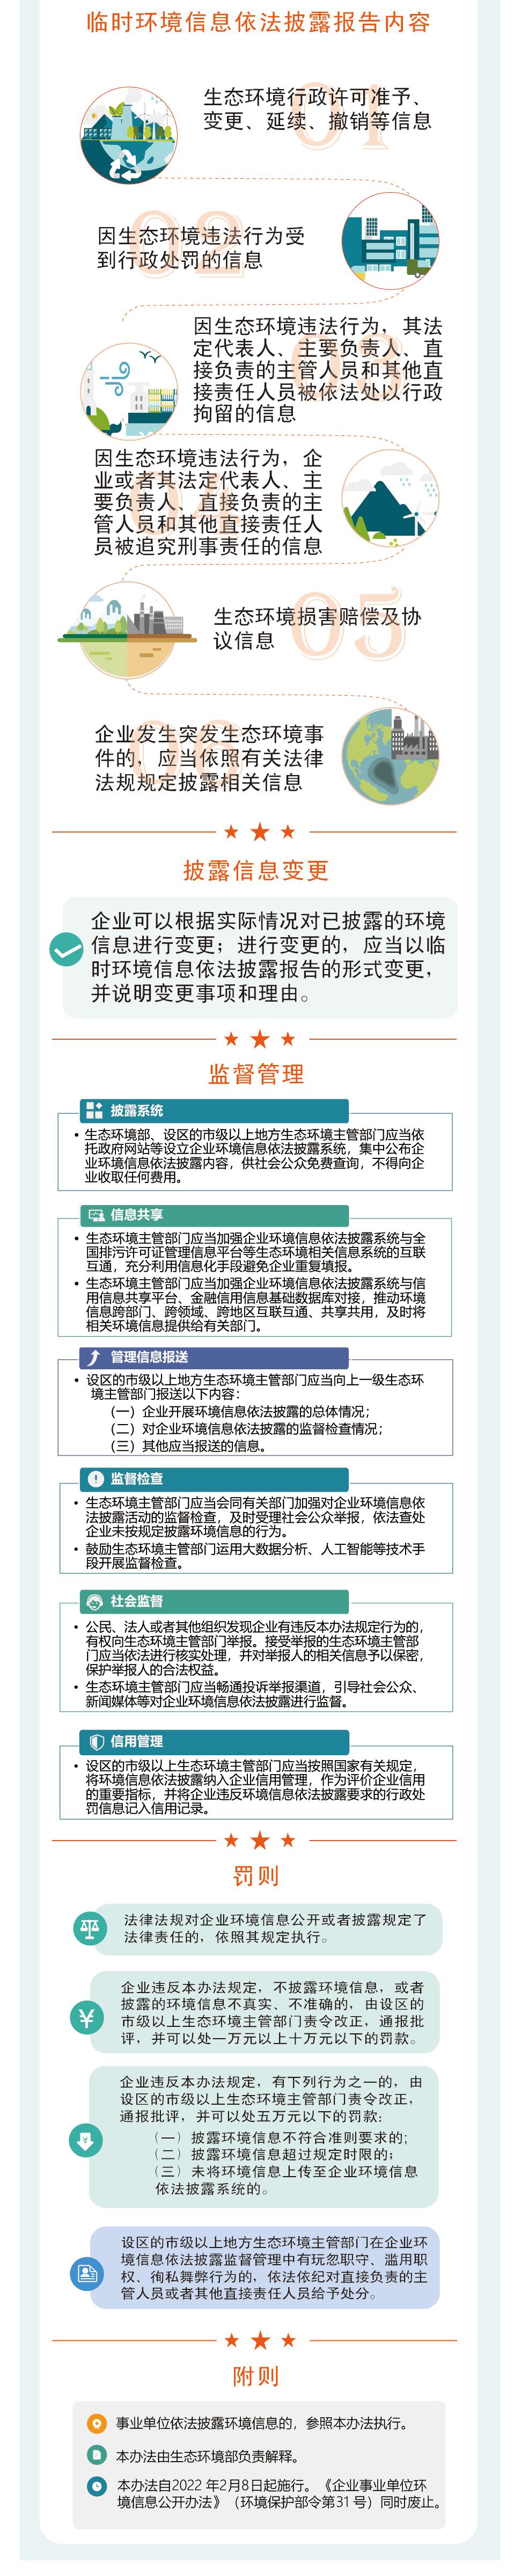 临时环境信息依法披露报告内容
01
生态环境行政许可准予、
变更、延续、撤销等信息
02
因生态环境违法行为受
到行政处罚的信息
03
因生态环境违法行为，其法
定代表人、主要负责人、直
接负责的主管人员和其他直
接责任人员被依法处以行政
拘留的信息
04
因生态环境违法行为，企
业或者其法定代表人、主
要负责人、直接负责的主
管人员和其他直接责任人
员被追究刑事责任的信息
05
生态环境损害赔偿及协
议信息
06
企业发生突发生态环境事
件的，应当依照有关法律
法规规定披露相关信息
披露信息变更
企业可以根据实际情况对已披露的环境
信息进行变更；进行变更的，应当以临
时环境信息依法披露报告的形式变更，
并说明变更事项和理由。
监督管理
披露系统
• 生态环境部、设区的市级以上地方生态环境主管部门应当依
托政府网站等设立企业环境信息依法披露系统，集中公布企
业环境信息依法披露内容，供社会公众免费查询，不得向企
业收取任何费用。
信息共享
• 生态环境主管部门应当加强企业环境信息依法披露系统与全
国排污许可证管理信息平台等生态环境相关信息系统的互联
互通，充分利用信息化手段避免企业重复填报。
• 生态环境主管部门应当加强企业环境信息依法披露系统与信
用信息共享平台、金融信用信息基础数据库对接，推动环境
信息跨部门、跨领域、跨地区互联互通、共享共用，及时将
相关环境信息提供给有关部门。
管理信息报送
• 设区的市级以上地方生态环境主管部门应当向上一级生态环
境主管部门报送以下内容：
（一）企业开展环境信息依法披露的总体情况；
（二）对企业环境信息依法披露的监督检查情况；
（三）其他应当报送的信息。
监督检查
• 生态环境主管部门应当会同有关部门加强对企业环境信息依
法披露活动的监督检查，及时受理社会公众举报，依法查处
企业未按规定披露环境信息的行为。
• 鼓励生态环境主管部门运用大数据分析、人工智能等技术手
段开展监督检查。
社会监督
• 公民、法人或者其他组织发现企业有违反本办法规定行为的，
有权向生态环境主管部门举报。接受举报的生态环境主管部
门应当依法进行核实处理，并对举报人的相关信息予以保密，
保护举报人的合法权益。
• 生态环境主管部门应当畅通投诉举报渠道，引导社会公众、
新闻媒体等对企业环境信息依法披露进行监督。
信用管理
• 设区的市级以上生态环境主管部门应当按照国家有关规定，
将环境信息依法披露纳入企业信用管理，作为评价企业信用
的重要指标，并将企业违反环境信息依法披露要求的行政处
罚信息记入信用记录。
罚则
法律法规对企业环境信息公开或者披露规定了
法律责任的，依照其规定执行。
¥
企业违反本办法规定，不披露环境信息，或者
披露的环境信息不真实、不准确的，由设区的
市级以上生态环境主管部门责令改正，通报批
评，并可以处一万元以上十万元以下的罚款。
¥
企业违反本办法规定，有下列行为之一的，由
设区的市级以上生态环境主管部门责令改正，
通报批评，并可以处五万元以下的罚款：
（一）披露环境信息不符合准则要求的；
（二）披露环境信息超过规定时限的；
（三）未将环境信息上传至企业环境信息
依法披露系统的。
设区的市级以上地方生态环境主管部门在企业环
境信息依法披露监督管理中有玩忽职守、滥用职
权、徇私舞弊行为的，依法依纪对直接负责的主
管人员或者其他直接责任人员给予处分。
附则
事业单位依法披露环境信息的，参照本办法执行。
本办法由生态环境部负责解释。
本办法自2022 年2月8日起施行。《企业事业单位环
境信息公开办法》（环境保护部令第31 号）同时废止。